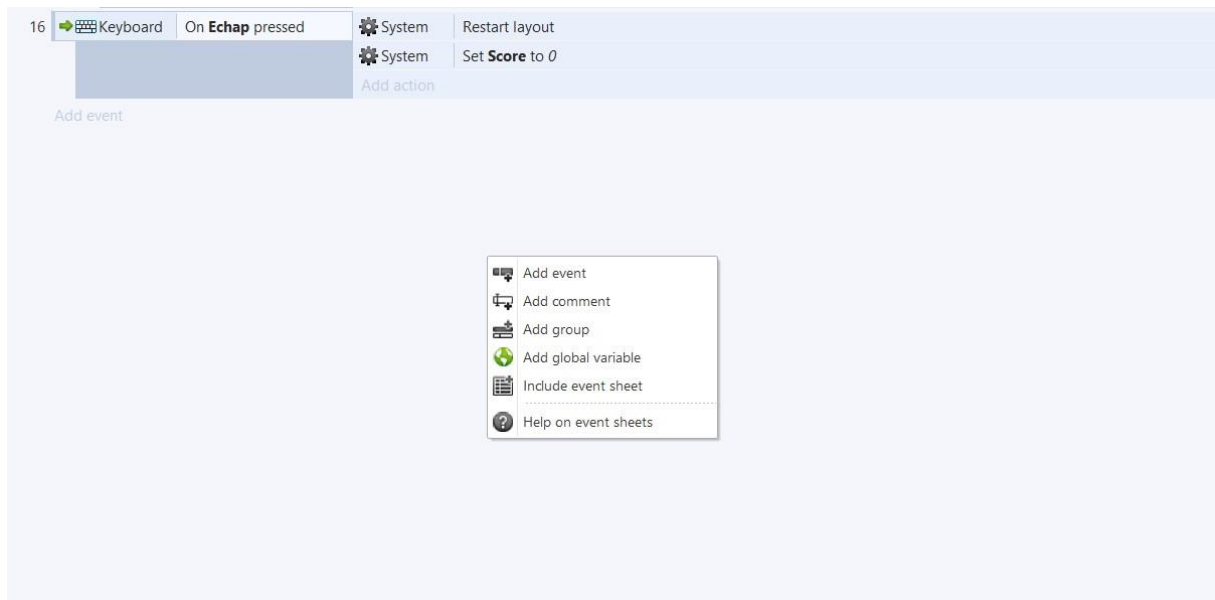 16 Keyboard On Echap pressed System Restart layout
System Set Score to 0
Add action
Add event
Add event
Add comment
Add group
Add global variable
Include event sheet
Help on event sheets